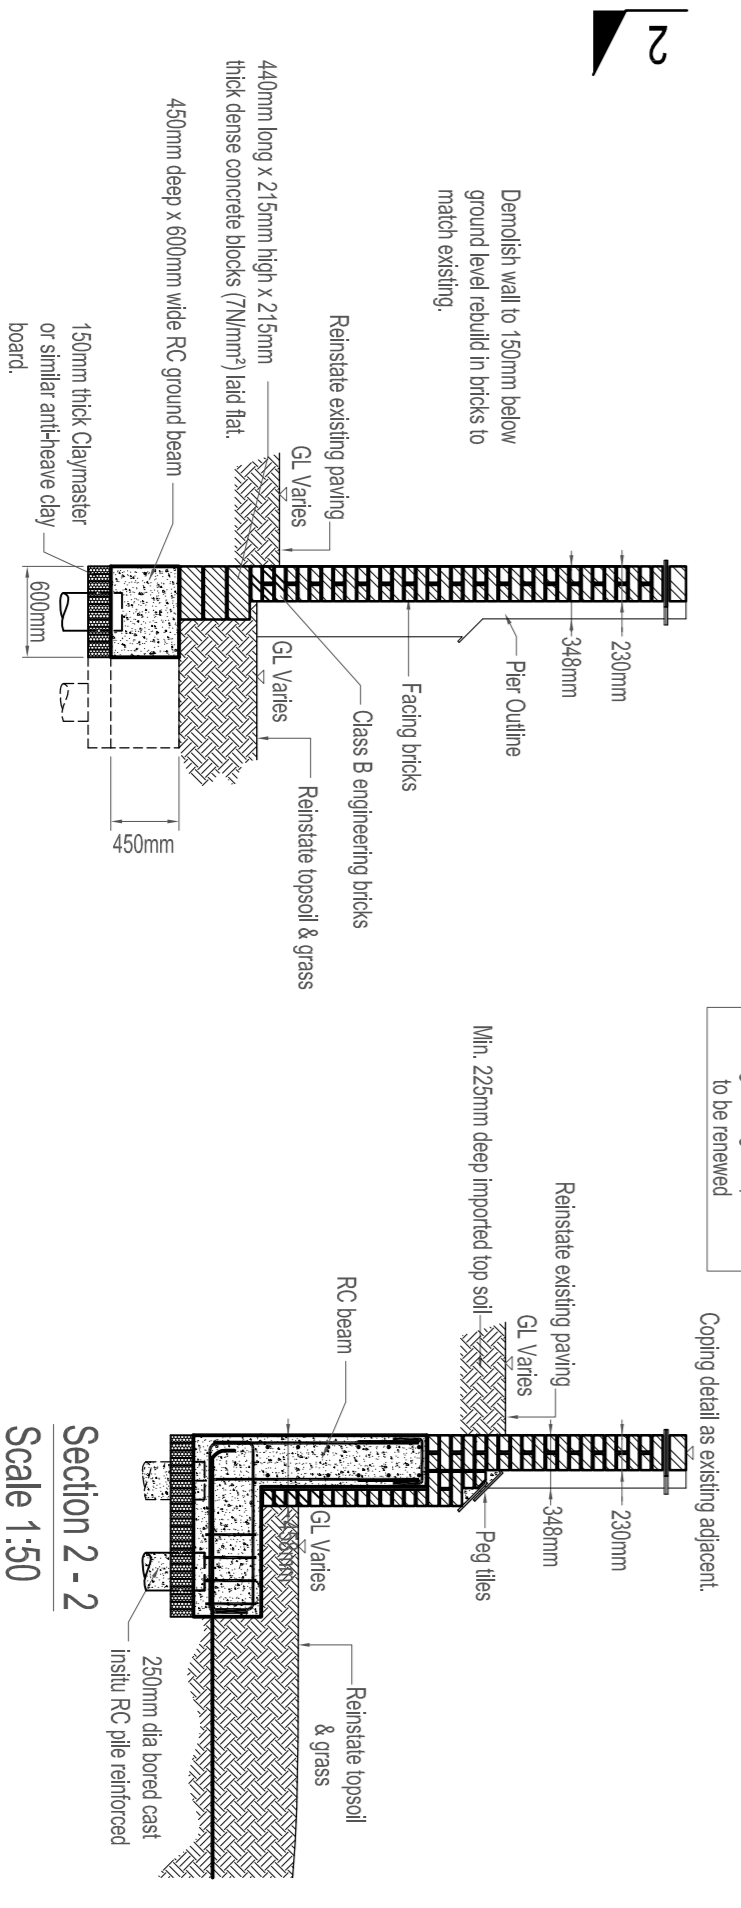 2
Demolish wall to 150mm below
ground level rebuild in bricks to
match existing.
230mm
348mm
Pier Outline
Facing bricks
Class B engineering bricks
Reinstate existing paving
GL Varies
GL Varies
Reinstate topsoil & grass
440mm long x 215mm high x 215mm
thick dense concrete blocks (7N/mm²) laid flat.
450mm deep x 600mm wide RC ground beam
150mm thick Claymaster
or similar anti-heave clay
board.
600mm
450mm
to be renewed
Coping detail as existing adjacent.
230mm
348mm
Peg tiles
Reinstate existing paving
GL Varies
Min. 225mm deep imported top soil
RC beam
GL Varies
Reinstate topsoil
& grass
250mm dia bored cast
insitu RC pile reinforced
Section 2 - 2
Scale 1:50